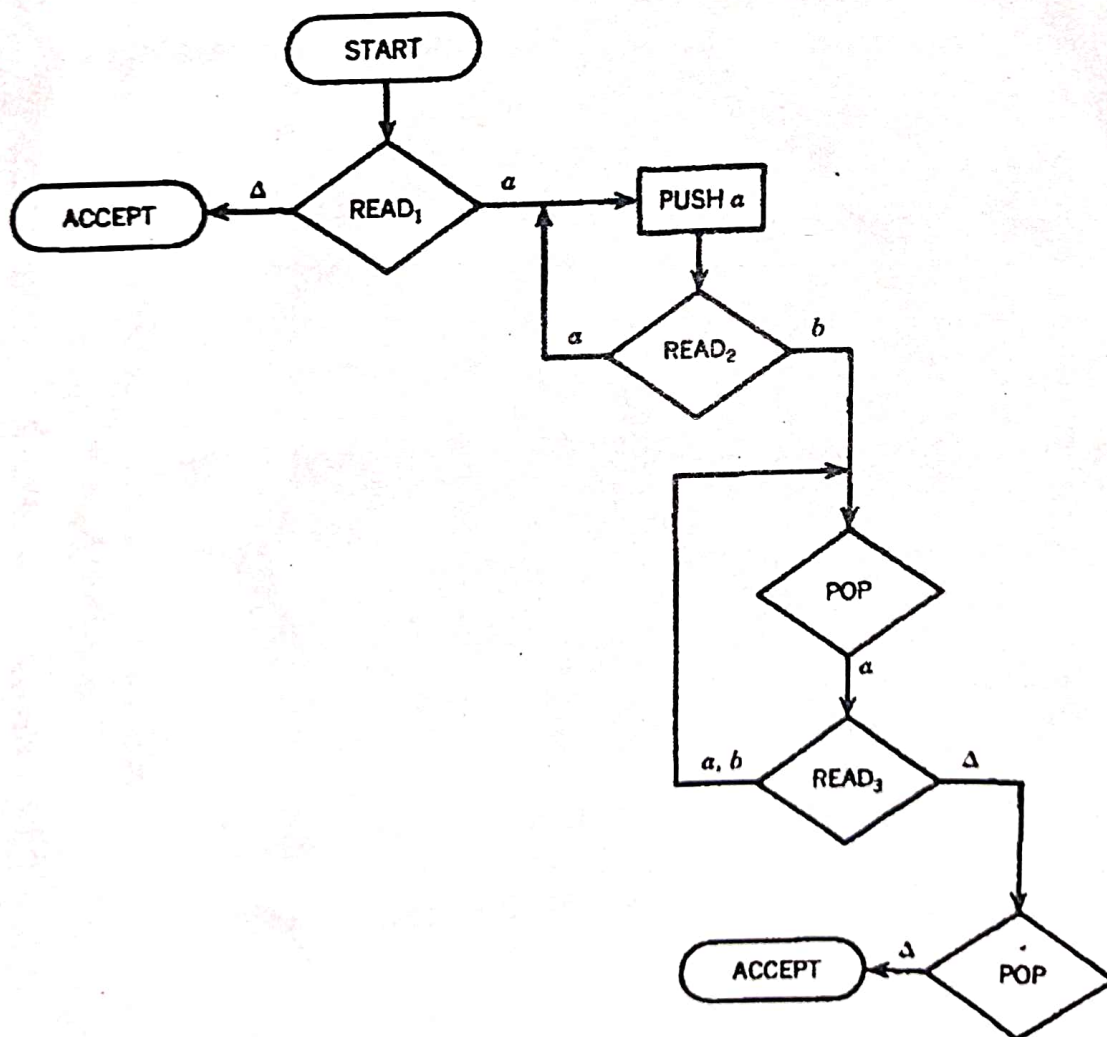 START
Δ
a
ACCEPT
READ₁
PUSH a
a
READ₂
b
POP
a
a, b
READ₃
Δ
Δ
ACCEPT
POP